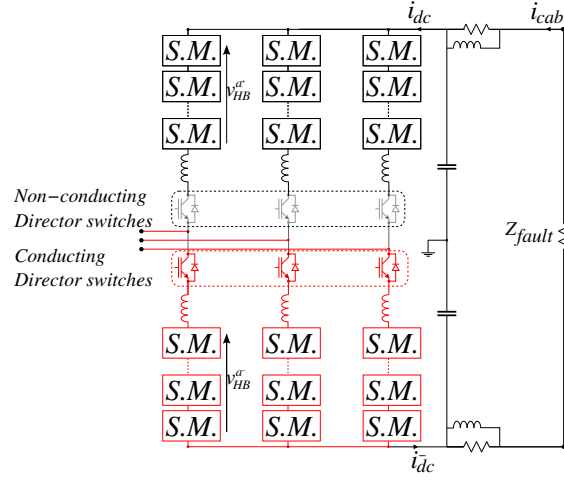 i_dc i_cab
S.M. S.M. S.M.
v_HB^a+
S.M. S.M. S.M.
S.M. S.M. S.M.
Non-conducting
Director switches
Z_fault
Conducting
Director switches
S.M. S.M. S.M.
v_HB^a-
S.M. S.M. S.M.
S.M. S.M. S.M.
i_dc^-